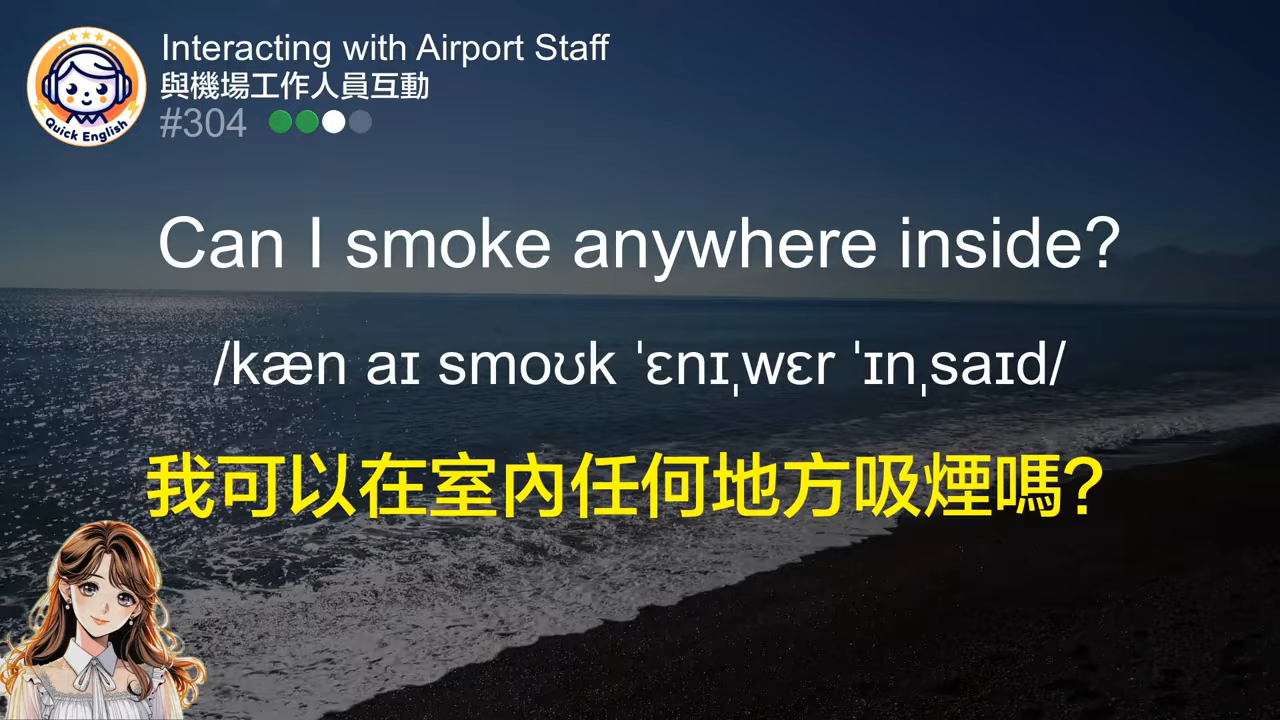 Interacting with Airport Staff
與機場工作人員互動
#304
Quick English
Can I smoke anywhere inside?
/kæn aɪ smoʊk ˈɛnɪˌwɛr ˈɪnˌsaɪd/
我可以在室內任何地方吸煙嗎?